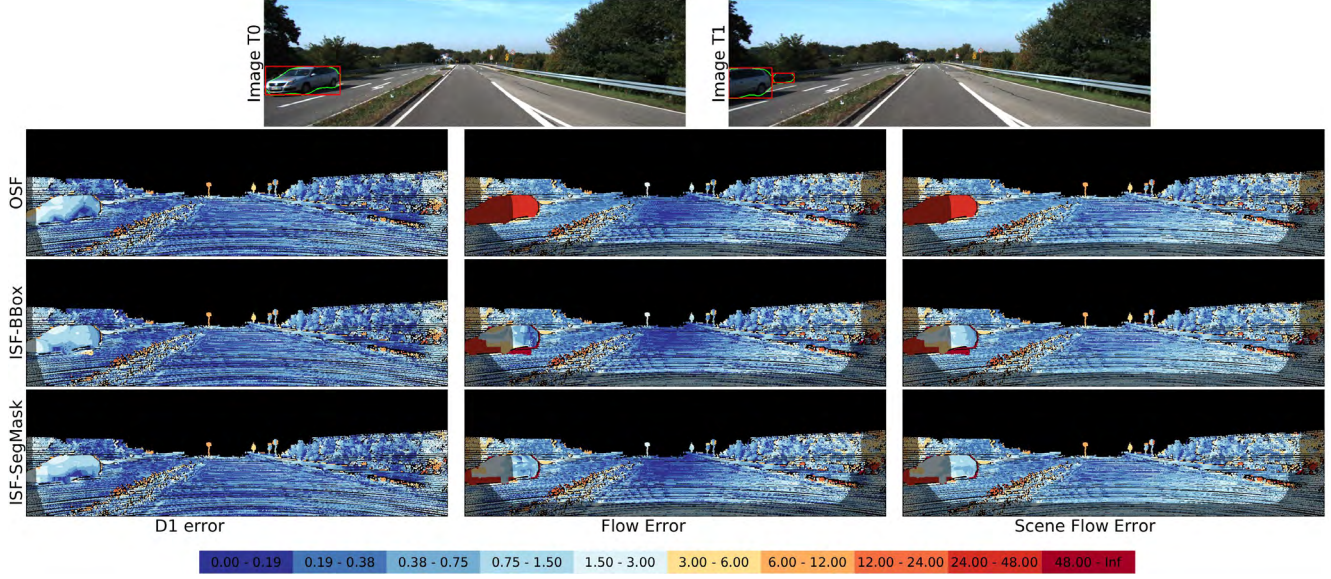 Image T0
Image T1
OSF
ISF-BBox
ISF-SegMask
D1 error
Flow Error
Scene Flow Error
0.00 - 0.19 0.19 - 0.38 0.38 - 0.75 0.75 - 1.50 1.50 - 3.00 3.00 - 6.00 6.00 - 12.00 12.00 - 24.00 24.00 - 48.00 48.00 - Inf